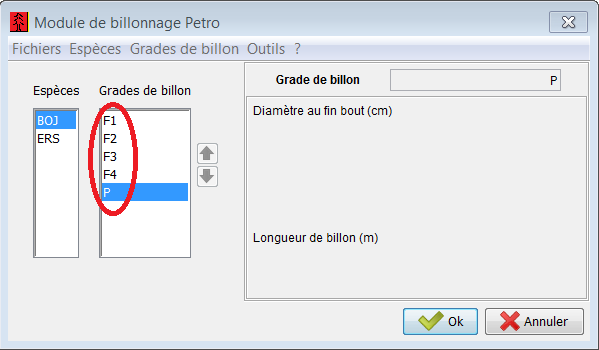 Module de billonnage Petro
Fichiers Espèces Grades de billon Outils ?
Espèces
Grades de billon
BOJ
ERS
F1
F2
F3
F4
P
Grade de billon
P
Diamètre au fin bout (cm)
Longueur de billon (m)
Ok
Annuler